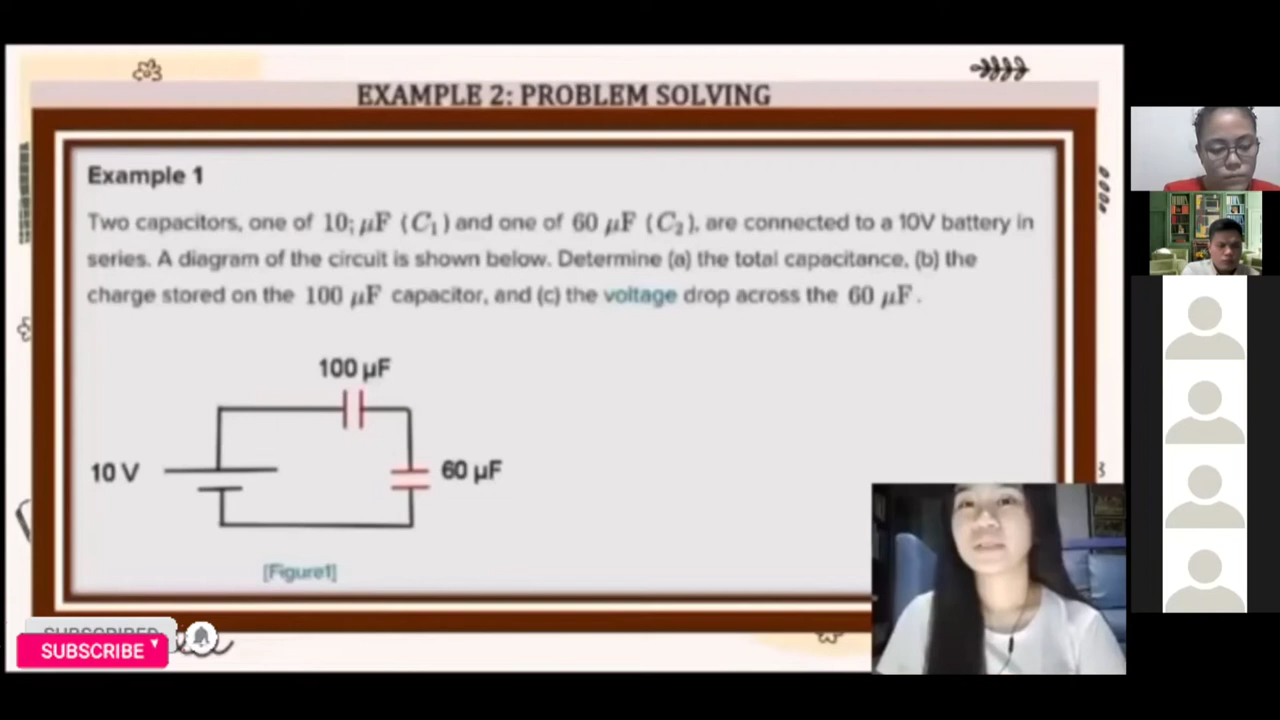 EXAMPLE 2: PROBLEM SOLVING
Example 1
Two capacitors, one of 10; μF (C₁) and one of 60 μF (C₂), are connected to a 10V battery in
series. A diagram of the circuit is shown below. Determine (a) the total capacitance, (b) the
charge stored on the 100 μF capacitor, and (c) the voltage drop across the 60 μF.
100 μF
10 V
60 μF
[Figure1]
SUBSCRIBED
SUBSCRIBE